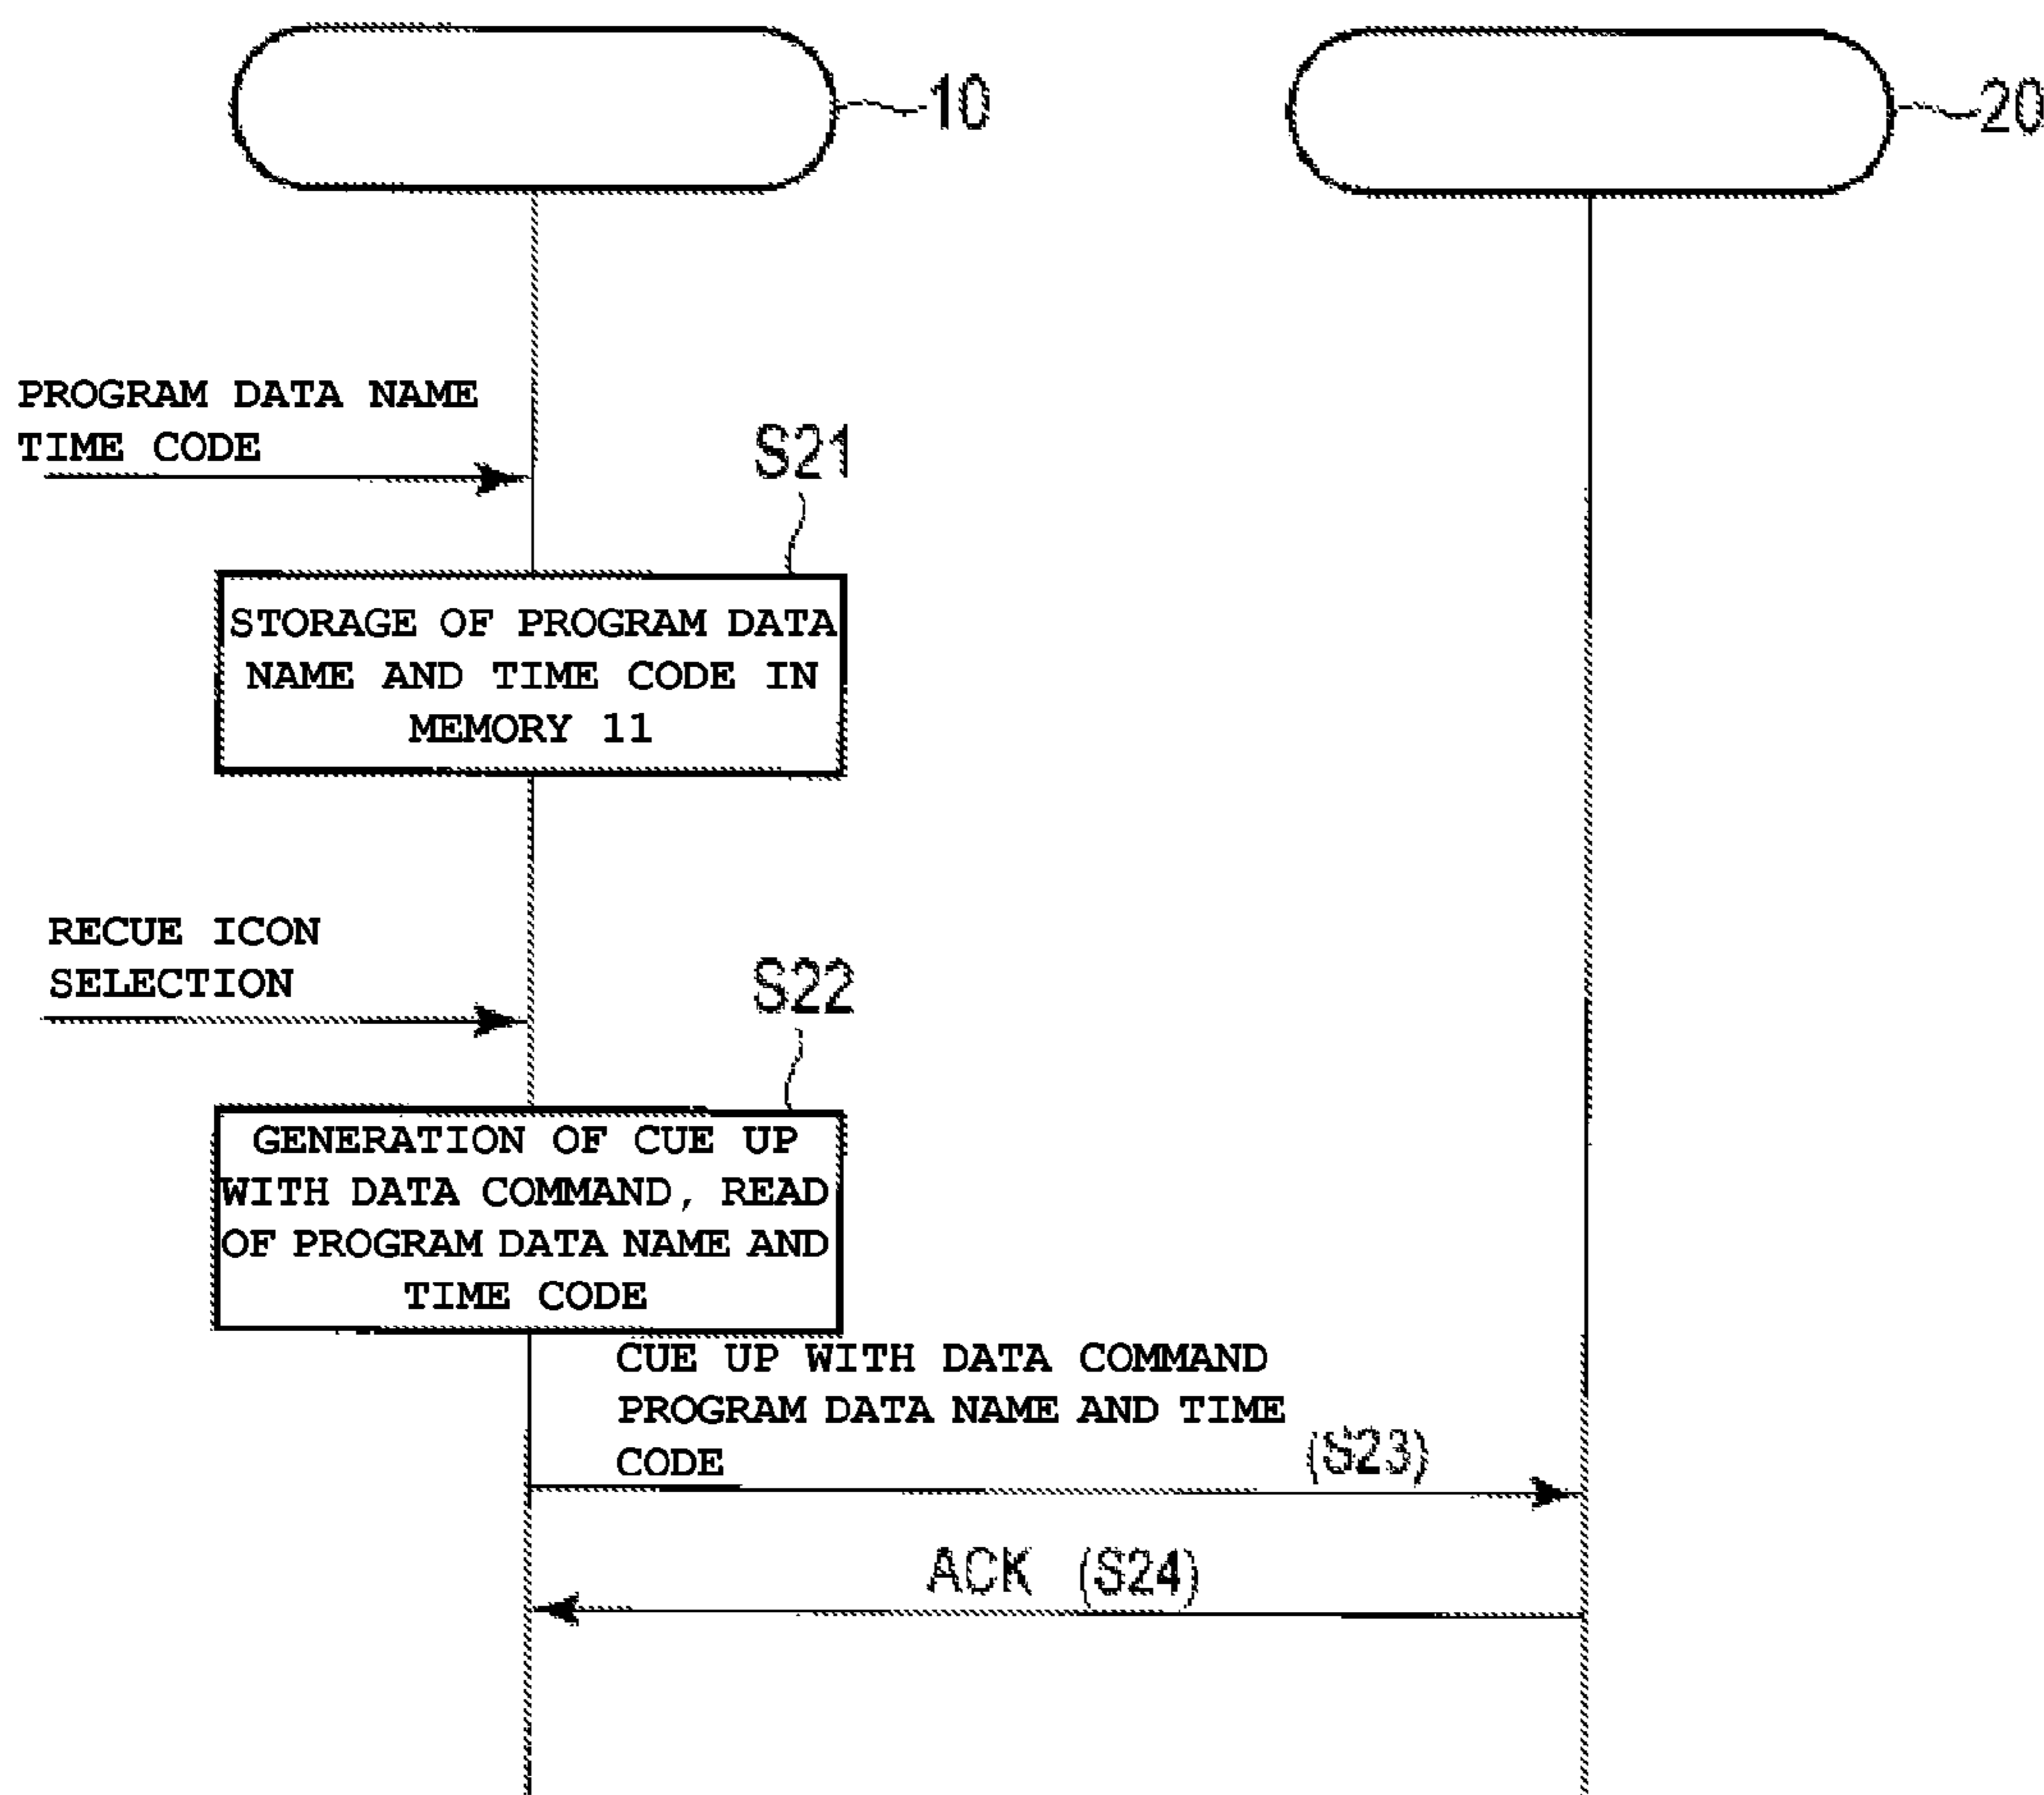 10
20
PROGRAM DATA NAME
TIME CODE
S21
STORAGE OF PROGRAM DATA
NAME AND TIME CODE IN
MEMORY 11
RECUE ICON
SELECTION
S22
GENERATION OF CUE UP
WITH DATA COMMAND, READ
OF PROGRAM DATA NAME AND
TIME CODE
CUE UP WITH DATA COMMAND
PROGRAM DATA NAME AND TIME
CODE
(S23)
ACK (S24)